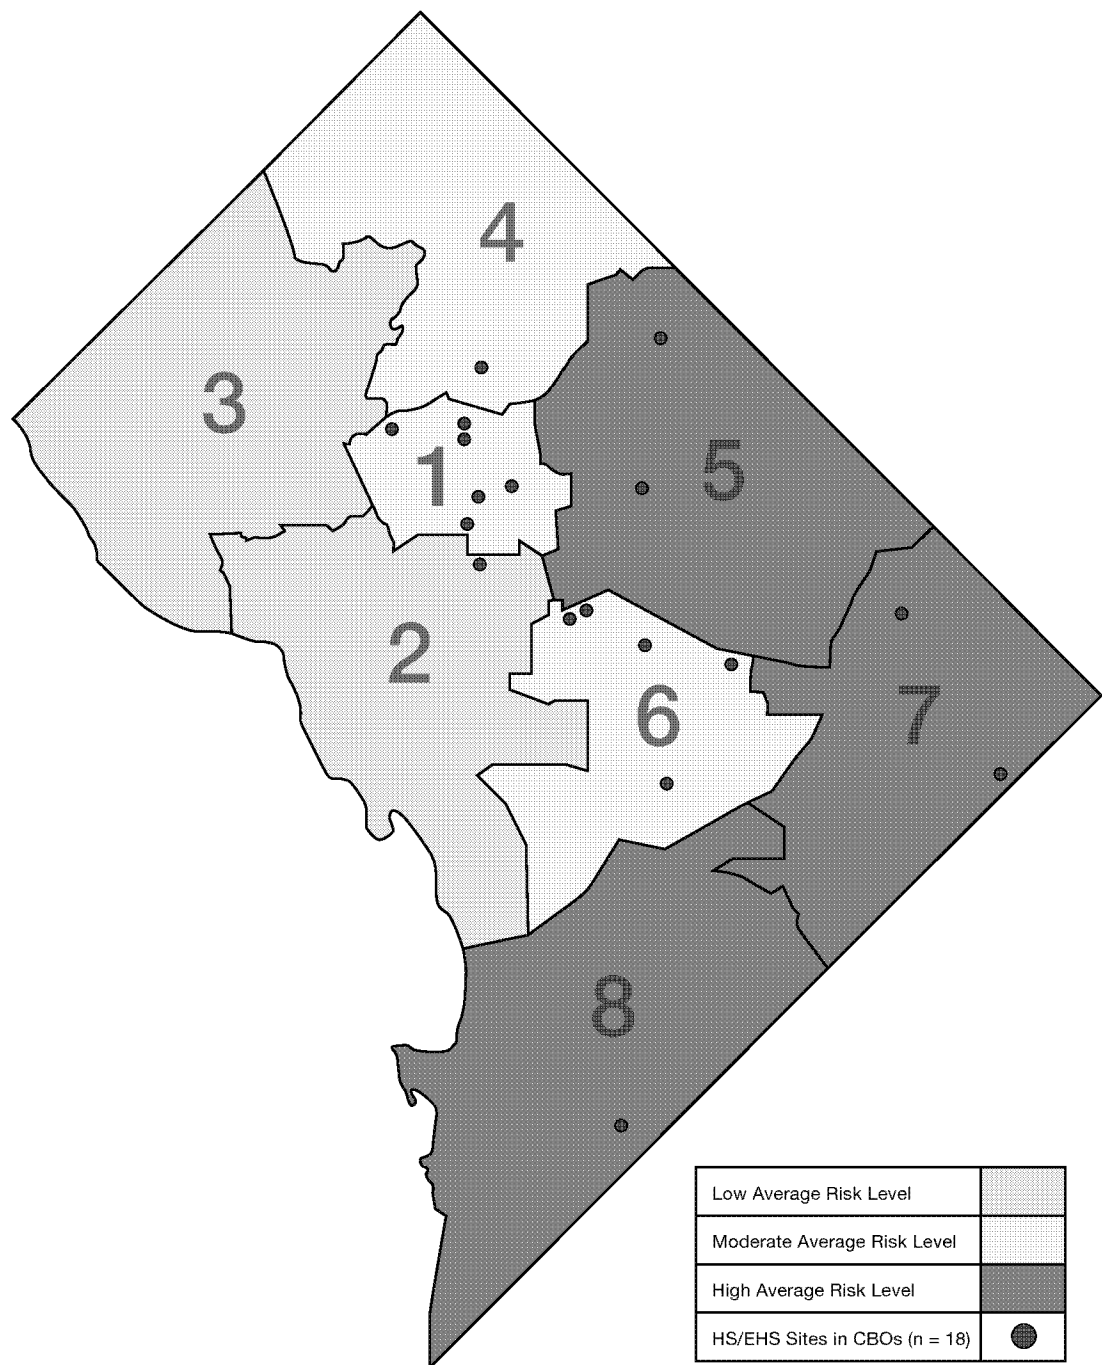 4
3
5
1
2
6
7
8
Low Average Risk Level
Moderate Average Risk Level
High Average Risk Level
HS/EHS Sites in CBOs (n = 18)